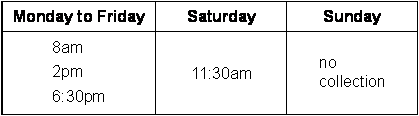 Monday to Friday Saturday Sunday
8am
2pm
6:30pm
11:30am
no
collection